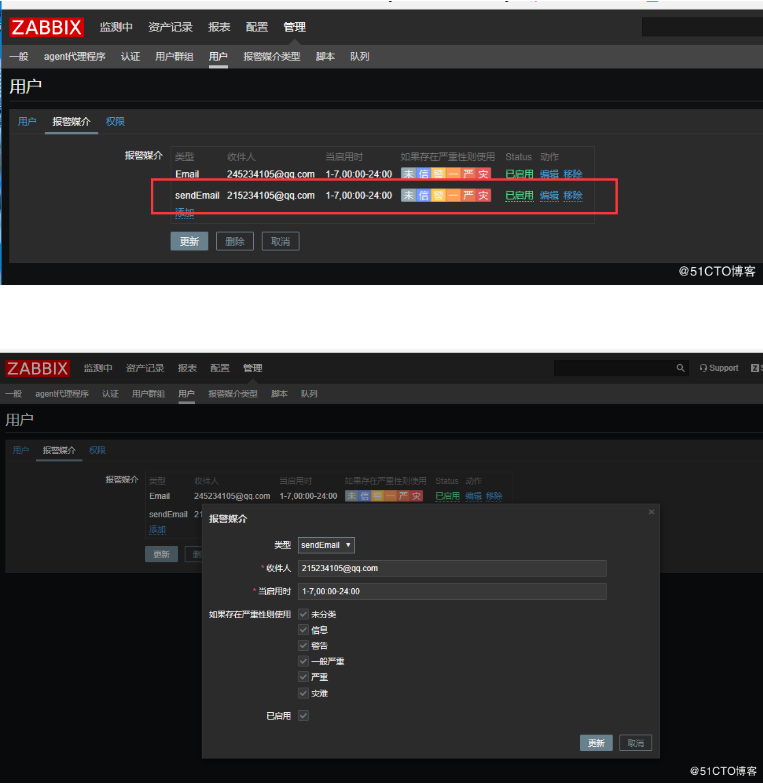 ZABBIX 监测中 资产记录 报表 配置 管理
一般 agent代理程序 认证 用户群组 用户 报警媒介类型 脚本 队列
用户
用户 报警媒介 权限
报警媒介 类型 收件人 当启用时 如果存在严重性则使用 Status 动作
Email 245234105@qq.com 1-7,00:00-24:00 未 信 警 一 严 灾 已启用 编辑 移除
sendEmail 215234105@qq.com 1-7,00:00-24:00 未 信 警 一 严 灾 已启用 编辑 移除
添加
更新 删除 取消
@51CTO博客
ZABBIX 监测中 资产记录 报表 配置 管理 Support Z
一般 agent代理程序 认证 用户群组 用户 报警媒介类型 脚本 队列
用户
用户 报警媒介 权限
报警媒介 类型 收件人 当启用时 如果存在严重性则使用 Status 动作
Email 245234105@qq.com 1-7,00:00-24:00 未 信 警 一 严 灾 已启用 编辑 移除
sendEmail 21
添加
更新
报警媒介
类型 sendEmail
* 收件人 215234105@qq.com
* 当启用时 1-7,00:00-24:00
如果存在严重性则使用 未分类
信息
警告
一般严重
严重
灾难
已启用
更新 取消
@51CTO博客